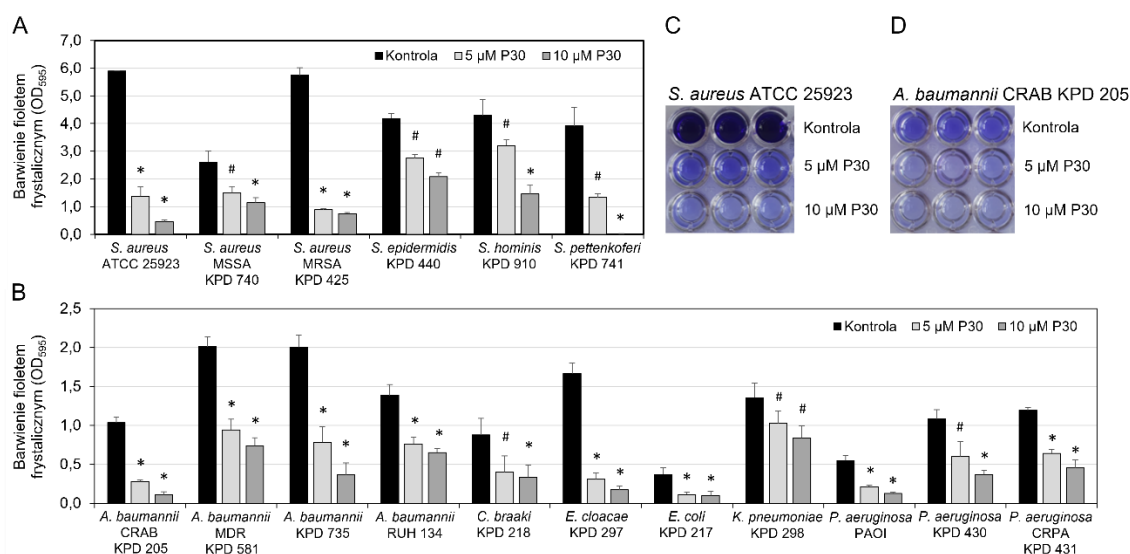 A
Barwienie fioletem
frystalicznym (OD595)
7,0
6,0
5,0
4,0
3,0
2,0
1,0
0,0
Kontrola 5 µM P30 10 µM P30
* * # * * * # # # * # *
S. aureus
ATCC 25923
S. aureus
MSSA
KPD 740
S. aureus
MRSA
KPD 425
S. epidermidis
KPD 440
S. hominis
KPD 910
S. pettenkoferi
KPD 741
C
S. aureus ATCC 25923
Kontrola
5 µM P30
10 µM P30
D
A. baumannii CRAB KPD 205
Kontrola
5 µM P30
10 µM P30
B
Barwienie fioletem
frystalicznym (OD595)
2,5
2,0
1,5
1,0
0,5
0,0
Kontrola 5 µM P30 10 µM P30
* * * * * * * * # * * * * * # # * * # * * *
A. baumannii
CRAB
KPD 205
A. baumannii
MDR
KPD 581
A. baumannii
KPD 735
A. baumannii
RUH 134
C. braaki
KPD 218
E. cloacae
KPD 297
E. coli
KPD 217
K. pneumoniae
KPD 298
P. aeruginosa
PAOI
P. aeruginosa
KPD 430
P. aeruginosa
CRPA
KPD 431